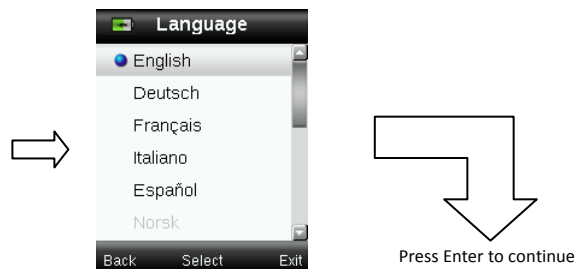 Language
English
Deutsch
Français
Italiano
Español
Norsk
Back Select Exit
Press Enter to continue